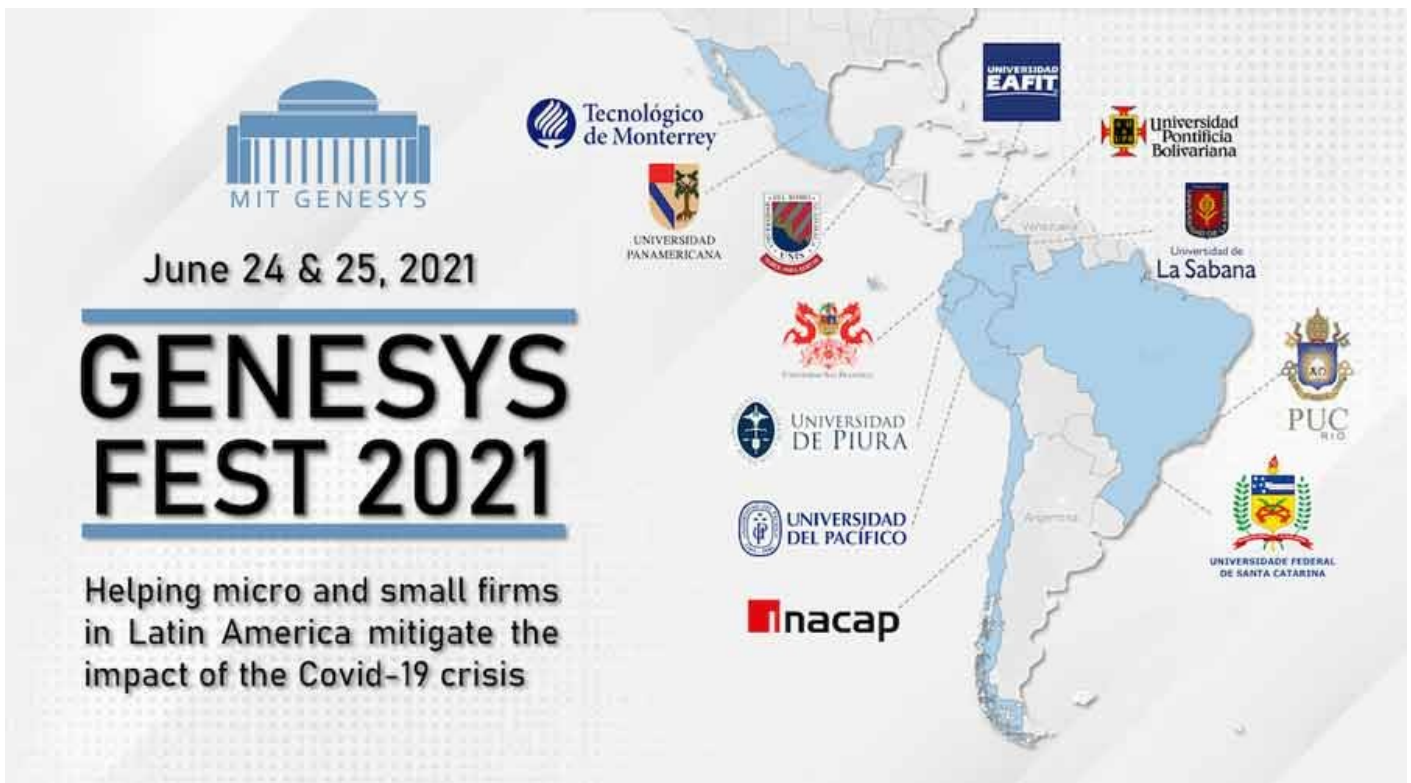 MIT GENESYS
June 24 & 25, 2021
GENESYS
FEST 2021
Helping micro and small firms
in Latin America mitigate the
impact of the Covid-19 crisis
Tecnológico
de Monterrey
UNIVERSIDAD
PANAMERICANA
USIS
UNIVERSIDAD
EAFIT
Universidad
Pontificia
Bolivariana
Universidad de
La Sabana
Venezuela
UNIVERSIDAD
DE PIURA
UNIVERSIDAD
DEL PACÍFICO
Argentina
inacap
PUC
RIO
UNIVERSIDADE FEDERAL
DE SANTA CATARINA